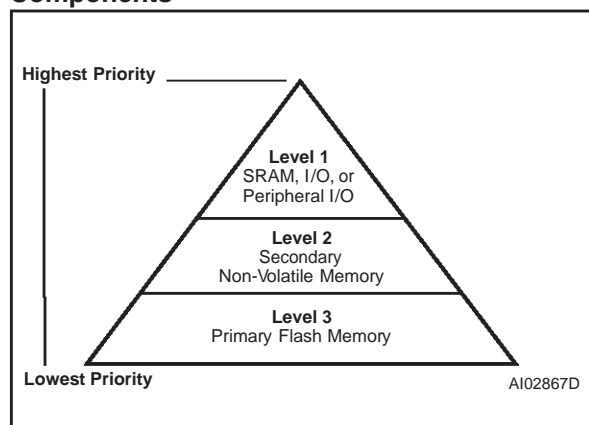 Components
Highest Priority
Level 1
SRAM, I/O, or
Peripheral I/O
Level 2
Secondary
Non-Volatile Memory
Level 3
Primary Flash Memory
Lowest Priority
AI02867D